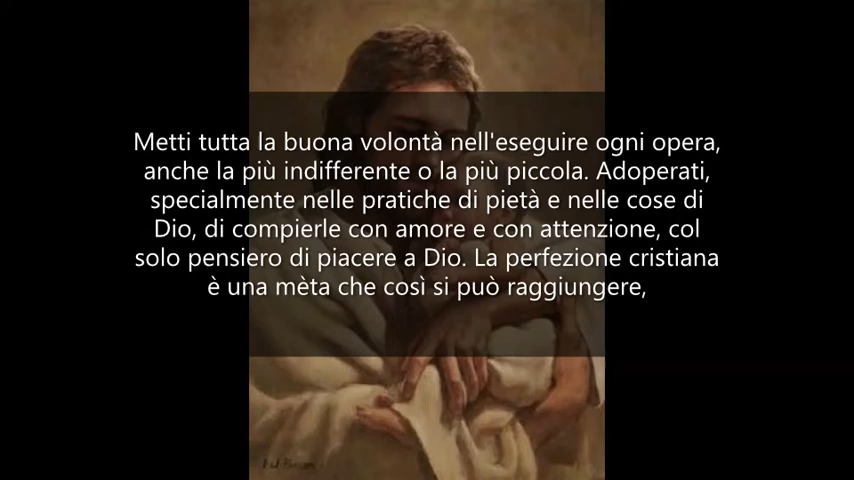 Metti tutta la buona volontà nell'eseguire ogni opera,
anche la più indifferente o la più piccola. Adoperati,
specialmente nelle pratiche di pietà e nelle cose di
Dio, di compierle con amore e con attenzione, col
solo pensiero di piacere a Dio. La perfezione cristiana
è una mèta che così si può raggiungere,